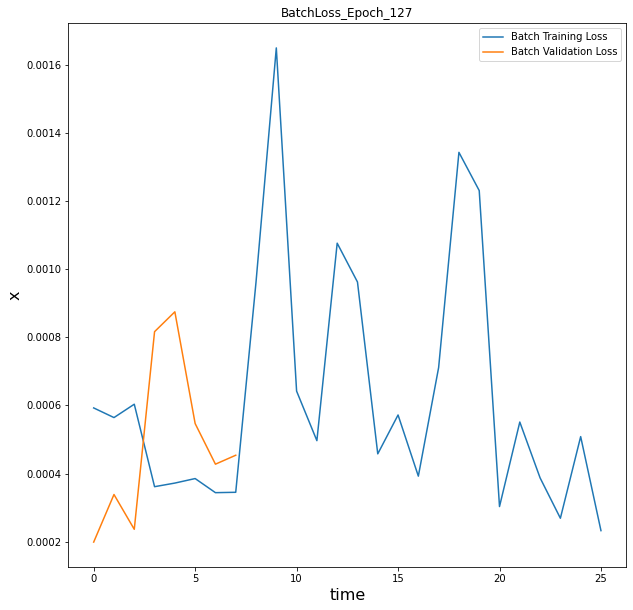 BatchLoss_Epoch_127
Batch Training Loss
Batch Validation Loss
0.0016
0.0014
0.0012
0.0010
0.0008
0.0006
0.0004
0.0002
x
0 5 10 15 20 25
time